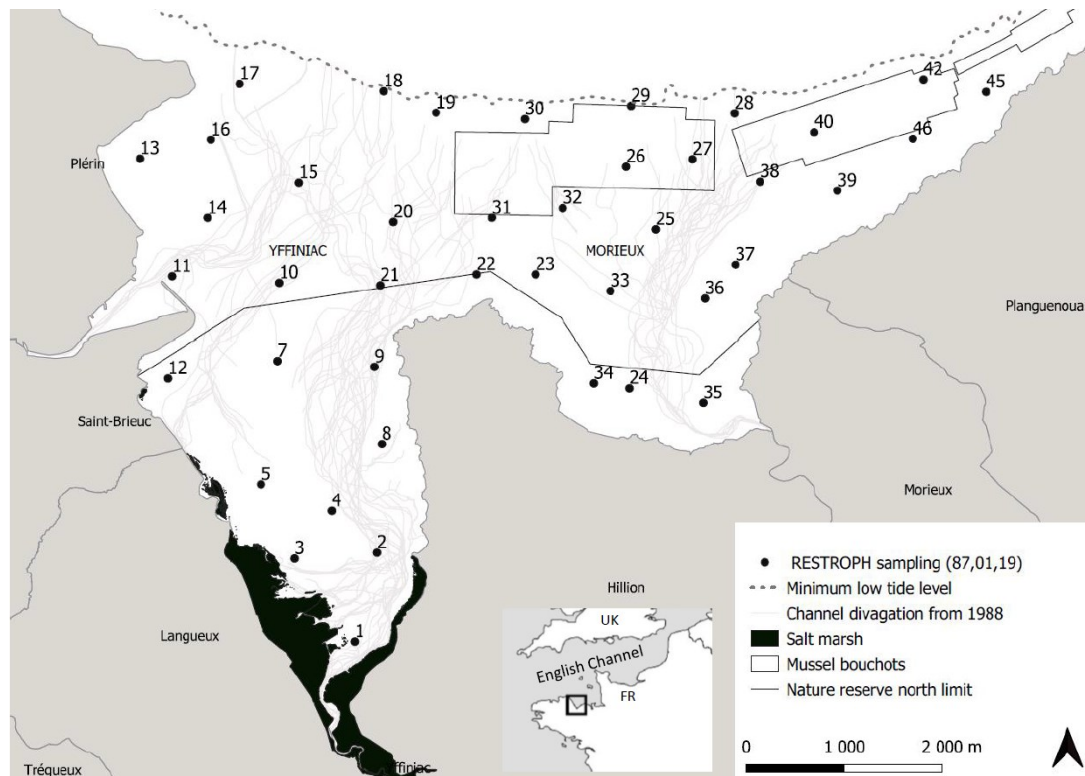 17
18
42
45
19
30
29
28
40
46
16
13
Plérin
26
27
15
38
39
14
32
20
31
25
YFFINIAC
MORIEUX
11
10
21
22
23
37
33
36
Planguenoua
7
9
12
34
24
35
Saint-Brieuc
8
5
4
Morieux
3
2
Hillion
Langueux
1
Tréqueux
ffiniac
UK
English Channel
FR
RESTROPH sampling (87,01,19)
Minimum low tide level
Channel divagation from 1988
Salt marsh
Mussel bouchots
Nature reserve north limit
0 1 000 2 000 m